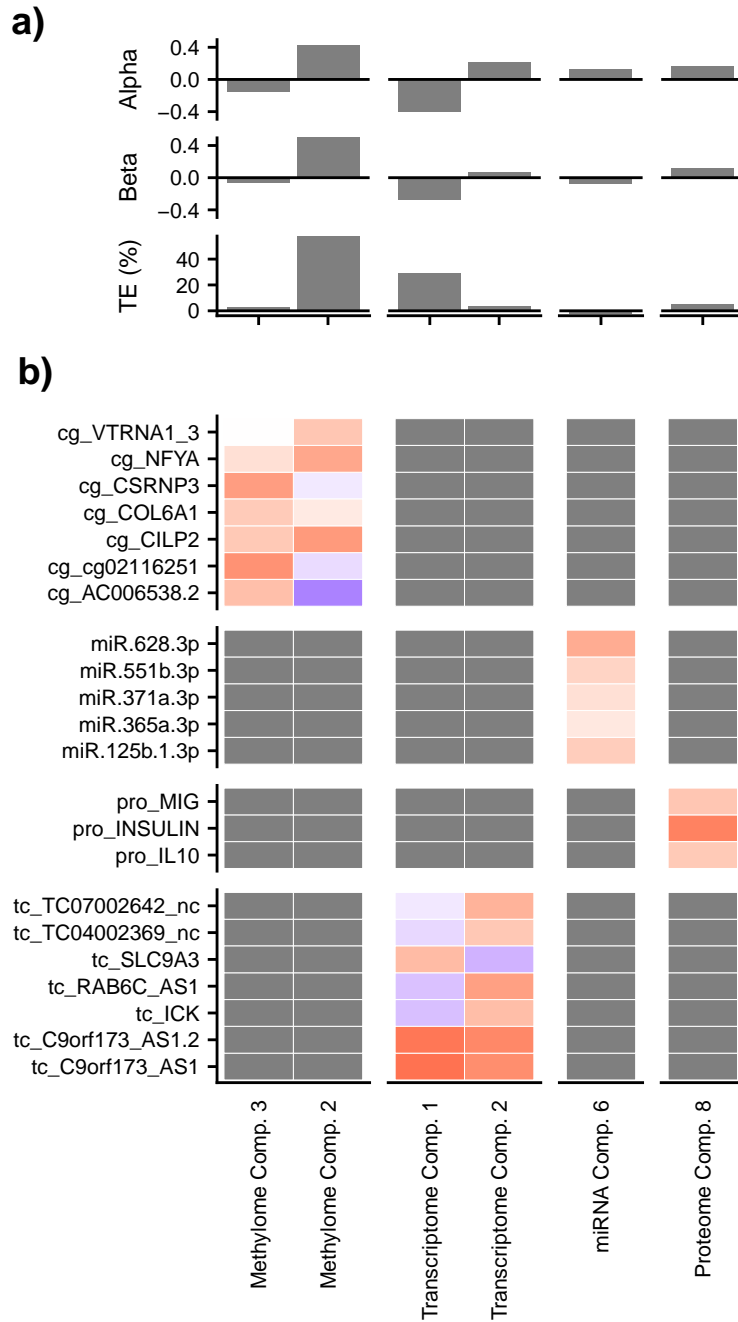 a)
Alpha
0.4
0.0
−0.4
Beta
0.4
0.0
−0.4
TE (%)
40
20
0
b)
cg_VTRNA1_3
cg_NFYA
cg_CSRNP3
cg_COL6A1
cg_CILP2
cg_cg02116251
cg_AC006538.2
miR.628.3p
miR.551b.3p
miR.371a.3p
miR.365a.3p
miR.125b.1.3p
pro_MIG
pro_INSULIN
pro_IL10
tc_TC07002642_nc
tc_TC04002369_nc
tc_SLC9A3
tc_RAB6C_AS1
tc_ICK
tc_C9orf173_AS1.2
tc_C9orf173_AS1
Methylome Comp. 3
Methylome Comp. 2
Transcriptome Comp. 1
Transcriptome Comp. 2
miRNA Comp. 6
Proteome Comp. 8